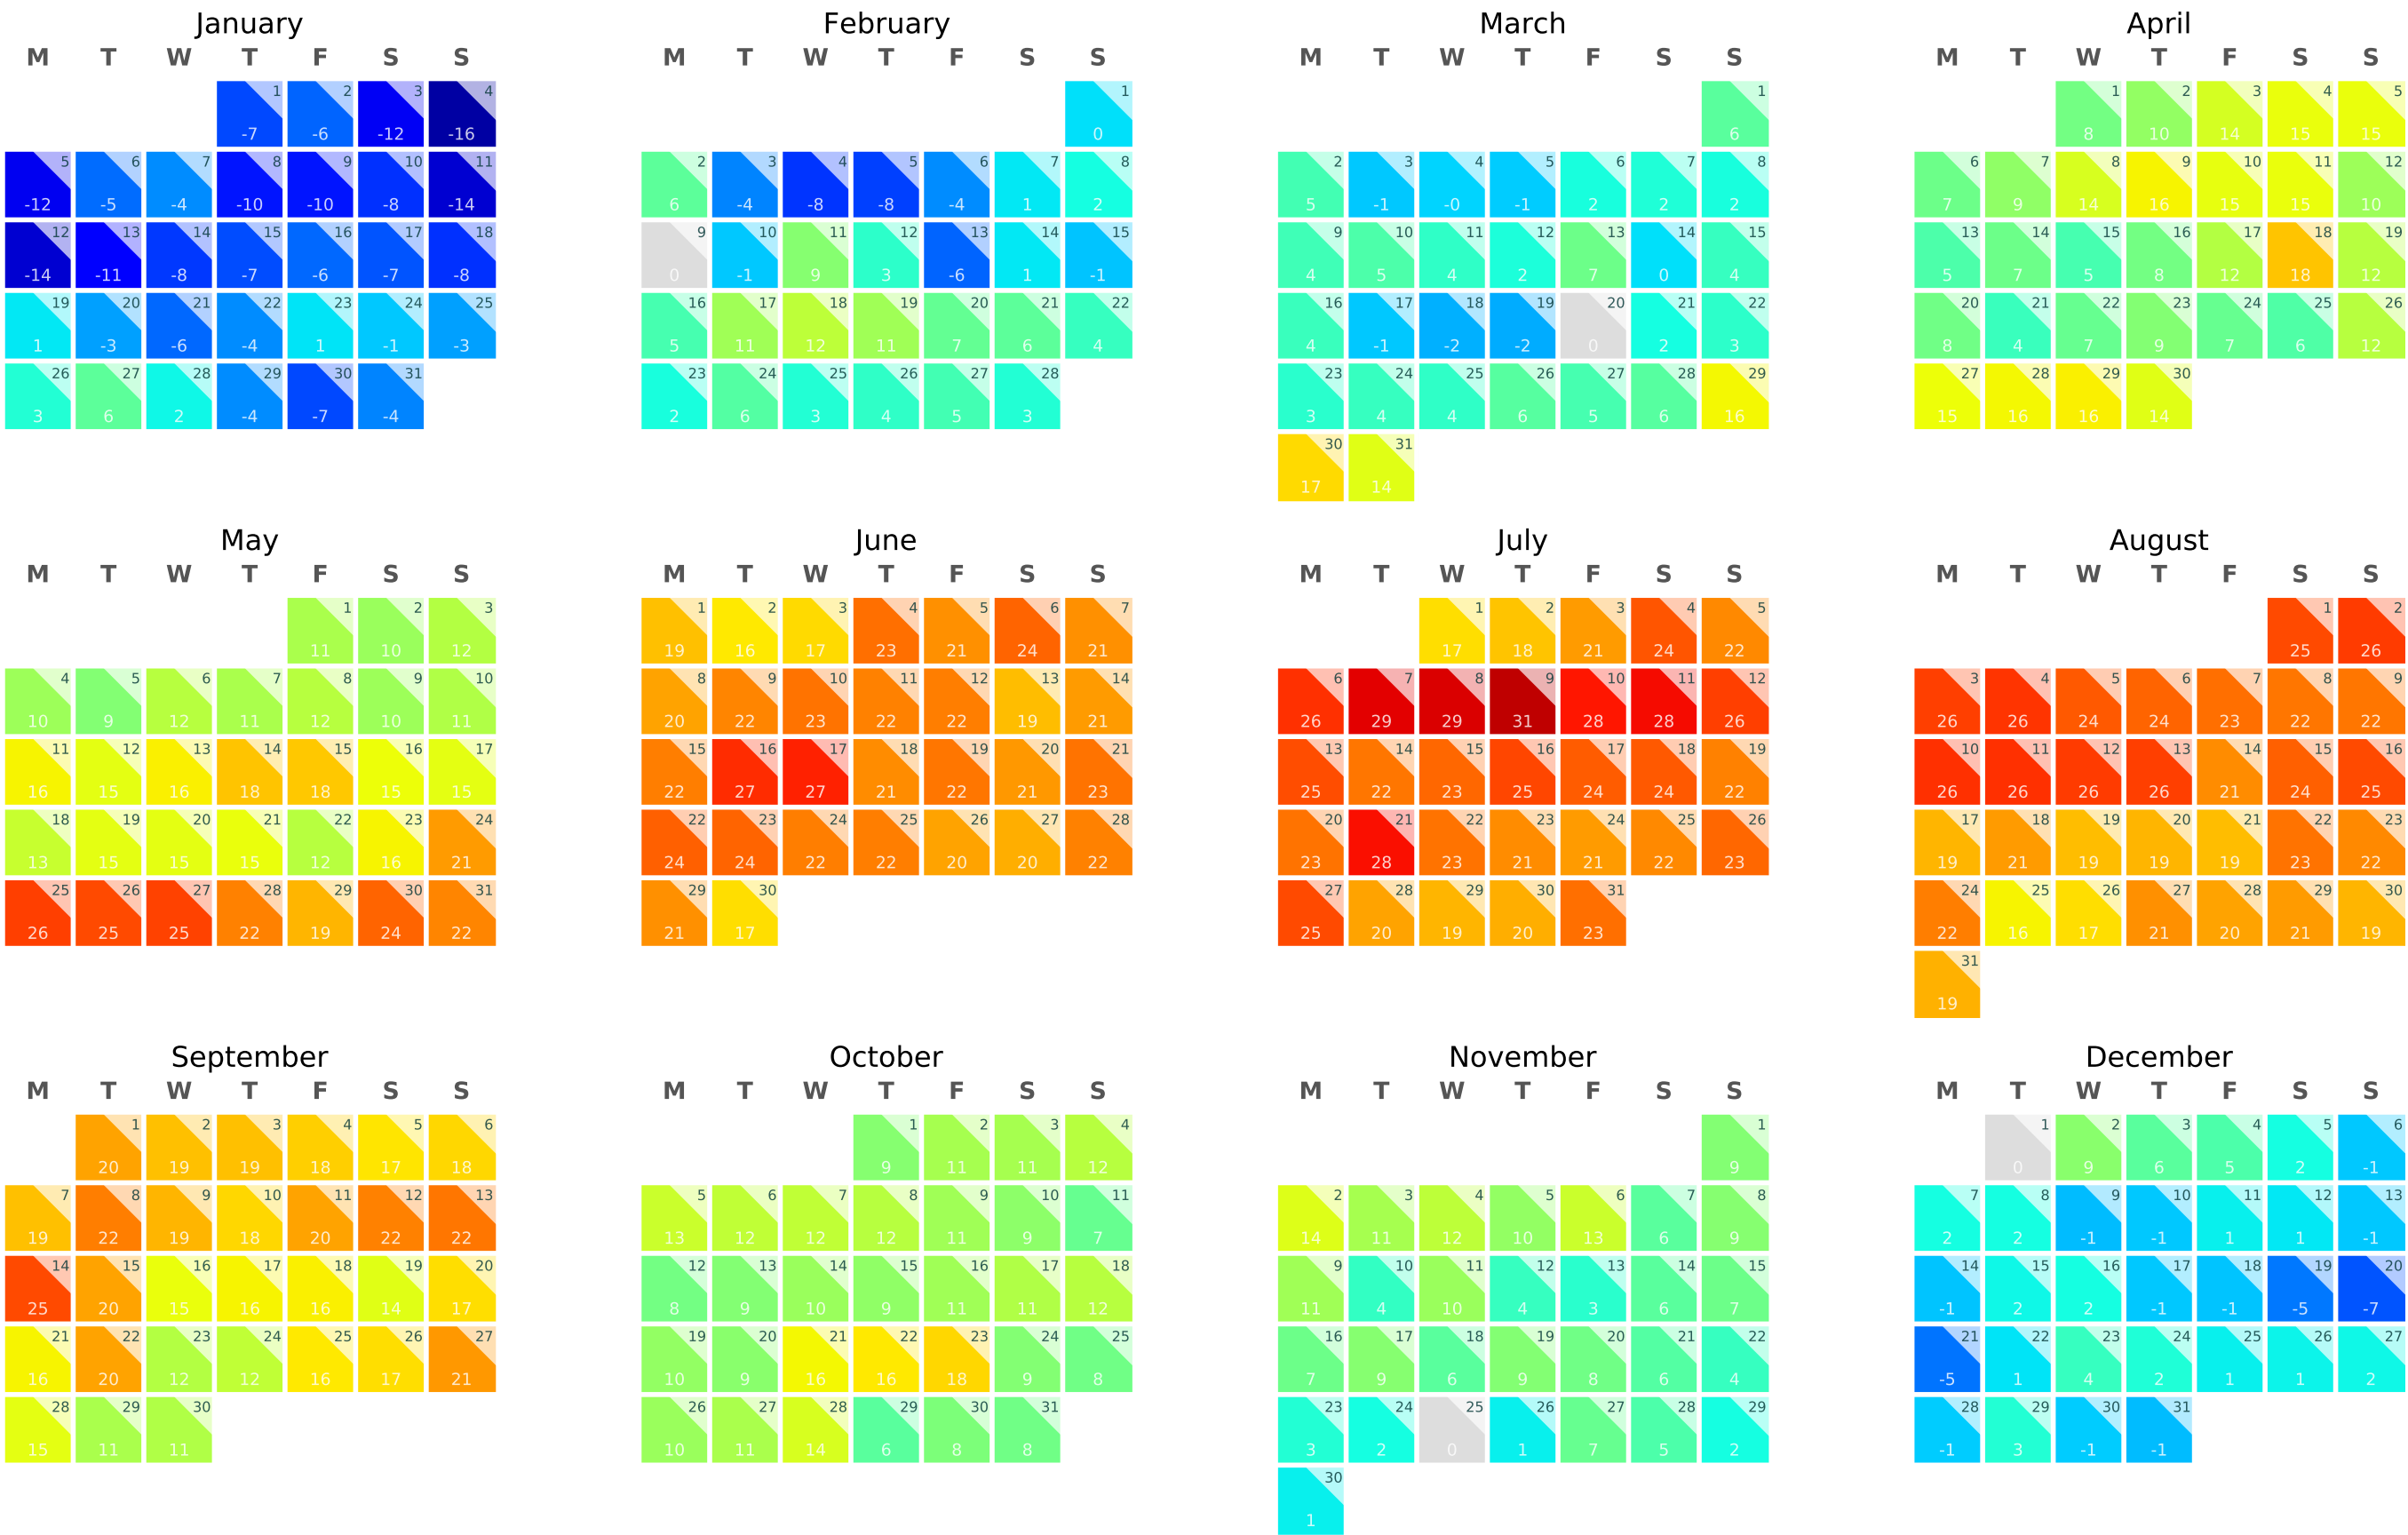 January February March April
M T W T F S S M T W T F S S M T W T F S S M T W T F S S
1 2 3 4 1 1 1 2 3 4 5
-7 -6 -12 -16 0 6 8 10 14 15 15
5 6 7 8 9 10 11 2 3 4 5 6 7 8 2 3 4 5 6 7 8 6 7 8 9 10 11 12
-12 -5 -4 -10 -10 -8 -14 6 -4 -8 -8 -4 1 2 5 -1 -0 -1 2 2 2 7 9 14 16 15 15 10
12 13 14 15 16 17 18 9 10 11 12 13 14 15 9 10 11 12 13 14 15 13 14 15 16 17 18 19
-14 -11 -8 -7 -6 -7 -8 0 -1 9 3 -6 1 -1 4 5 4 2 7 0 4 5 7 5 8 12 18 12
19 20 21 22 23 24 25 16 17 18 19 20 21 22 16 17 18 19 20 21 22 20 21 22 23 24 25 26
1 -3 -6 -4 1 -1 -3 5 11 12 11 7 6 4 4 -1 -2 -2 0 2 3 8 4 7 9 7 6 12
26 27 28 29 30 31 23 24 25 26 27 28 23 24 25 26 27 28 29 27 28 29 30
3 6 2 -4 -7 -4 2 6 3 4 5 3 3 4 4 6 5 6 16 15 16 16 14
30 31
17 14
May June July August
M T W T F S S M T W T F S S M T W T F S S M T W T F S S
1 2 3 1 2 3 4 5 6 7 1 2 3 4 5 1 2
11 10 12 19 16 17 23 21 24 21 17 18 21 24 22 25 26
4 5 6 7 8 9 10 8 9 10 11 12 13 14 6 7 8 9 10 11 12 3 4 5 6 7 8 9
10 9 12 11 12 10 11 20 22 23 22 22 19 21 26 29 29 31 28 28 26 26 26 24 24 23 22 22
11 12 13 14 15 16 17 15 16 17 18 19 20 21 13 14 15 16 17 18 19 10 11 12 13 14 15 16
16 15 16 18 18 15 15 22 27 27 21 22 21 23 25 22 23 25 24 24 22 26 26 26 26 21 24 25
18 19 20 21 22 23 24 22 23 24 25 26 27 28 20 21 22 23 24 25 26 17 18 19 20 21 22 23
13 15 15 15 12 16 21 24 24 22 22 20 20 22 23 28 23 21 21 22 23 19 21 19 19 19 23 22
25 26 27 28 29 30 31 29 30 27 28 29 30 31 24 25 26 27 28 29 30
26 25 25 22 19 24 22 21 17 25 20 19 20 23 22 16 17 21 20 21 19
31
19
September October November December
M T W T F S S M T W T F S S M T W T F S S M T W T F S S
1 2 3 4 5 6 1 2 3 4 1 1 2 3 4 5 6
20 19 19 18 17 18 9 11 11 12 9 0 9 6 5 2 -1
7 8 9 10 11 12 13 5 6 7 8 9 10 11 2 3 4 5 6 7 8 7 8 9 10 11 12 13
19 22 19 18 20 22 22 13 12 12 12 11 9 7 14 11 12 10 13 6 9 2 2 -1 -1 1 1 -1
14 15 16 17 18 19 20 12 13 14 15 16 17 18 9 10 11 12 13 14 15 14 15 16 17 18 19 20
25 20 15 16 16 14 17 8 9 10 9 11 11 12 11 4 10 4 3 6 7 -1 2 2 -1 -1 -5 -7
21 22 23 24 25 26 27 19 20 21 22 23 24 25 16 17 18 19 20 21 22 21 22 23 24 25 26 27
16 20 12 12 16 17 21 10 9 16 16 18 9 8 7 9 6 9 8 6 4 -5 1 4 2 1 1 2
28 29 30 26 27 28 29 30 31 23 24 25 26 27 28 29 28 29 30 31
15 11 11 10 11 14 6 8 8 3 2 0 1 7 5 2 -1 3 -1 -1
30
1